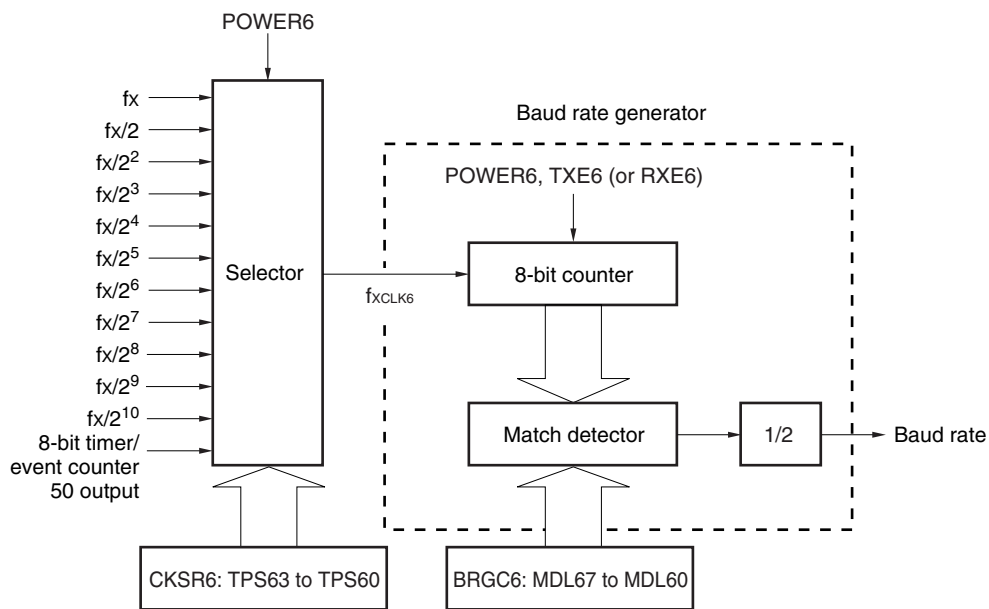 POWER6
fx
fx/2
fx/2²
fx/2³
fx/2⁴
fx/2⁵
fx/2⁶
fx/2⁷
fx/2⁸
fx/2⁹
fx/2¹⁰
8-bit timer/
event counter
50 output
Selector
fXCLK6
Baud rate generator
POWER6, TXE6 (or RXE6)
8-bit counter
Match detector
1/2
Baud rate
CKSR6: TPS63 to TPS60
BRGC6: MDL67 to MDL60